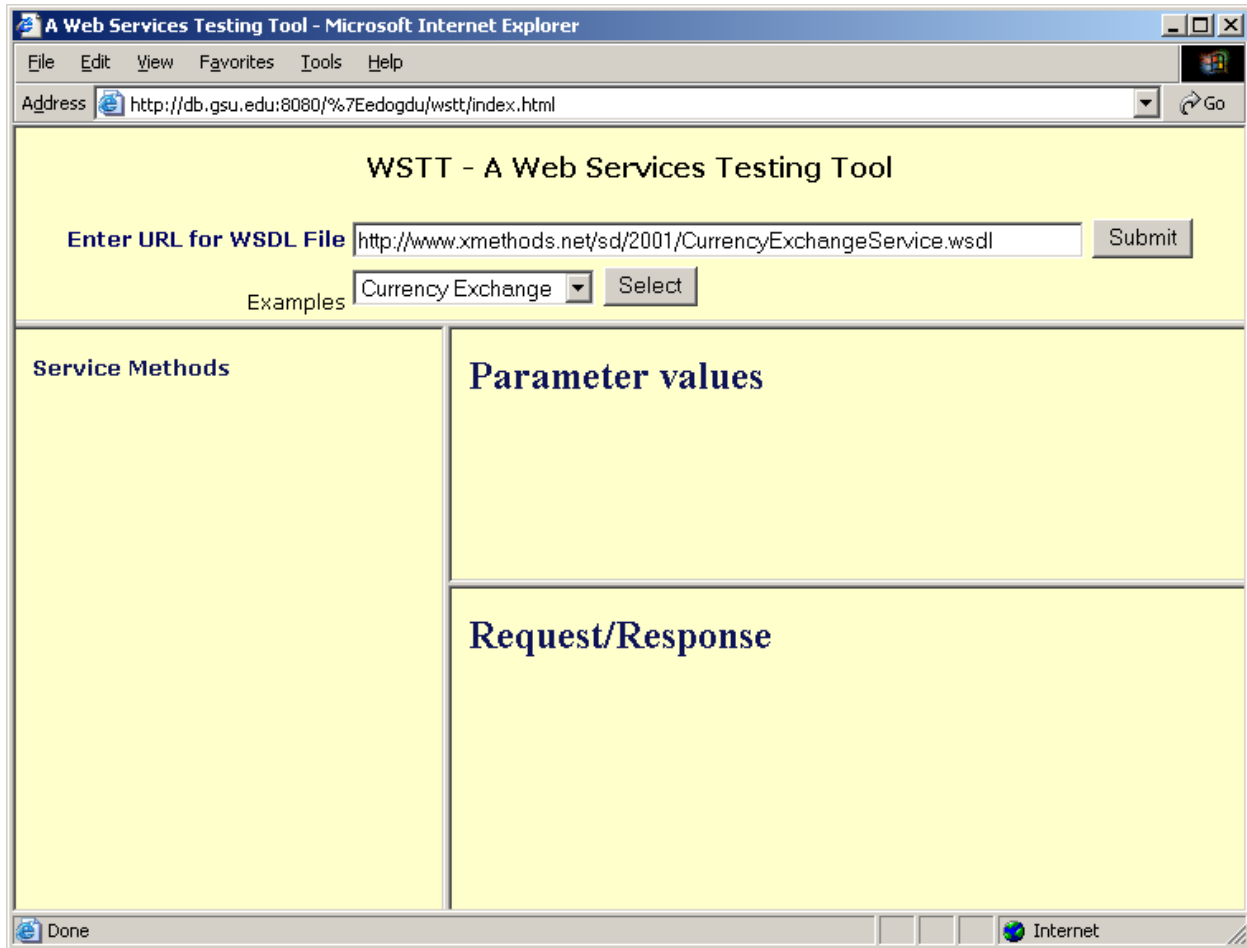 A Web Services Testing Tool - Microsoft Internet Explorer
File Edit View Favorites Tools Help
Address http://db.gsu.edu:8080/%7Eedogdu/wstt/index.html Go
WSTT - A Web Services Testing Tool
Enter URL for WSDL File http://www.xmethods.net/sd/2001/CurrencyExchangeService.wsdl Submit
Examples Currency Exchange Select
Service Methods
Parameter values
Request/Response
Done Internet